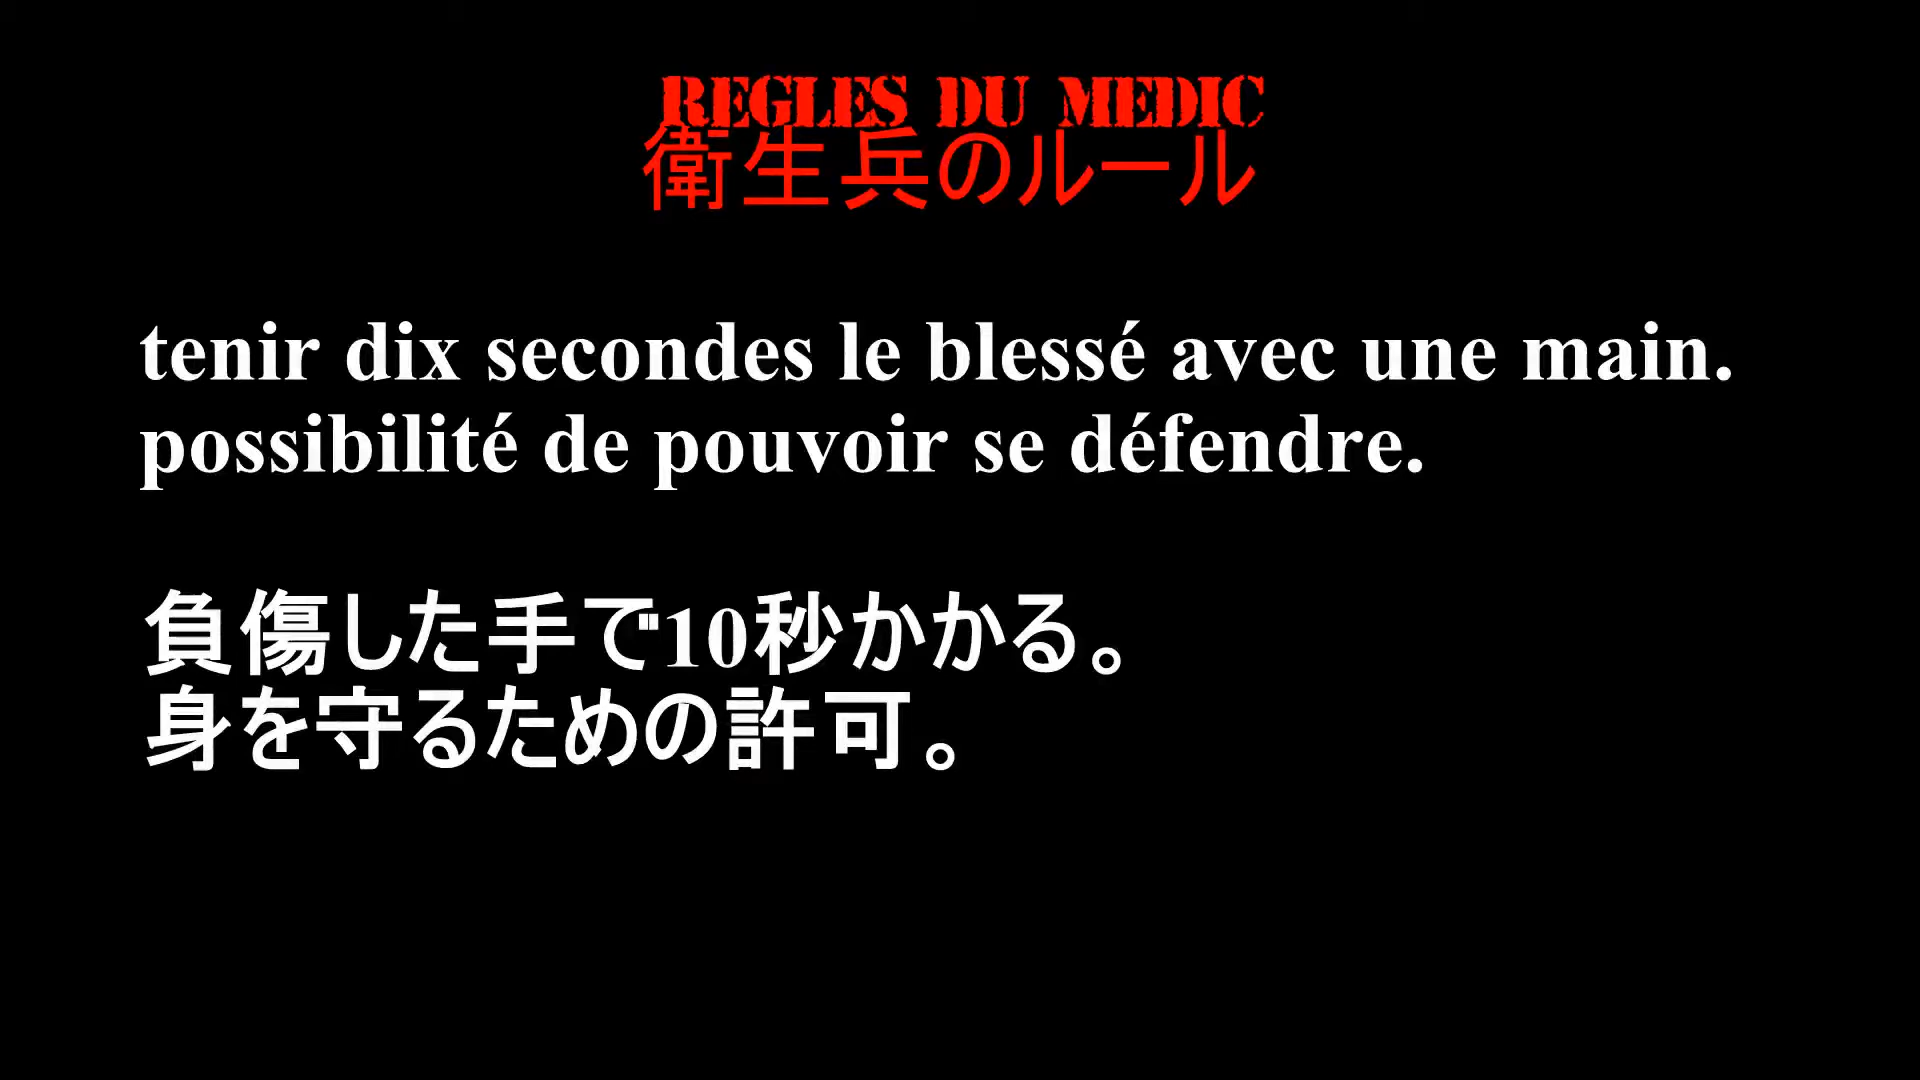 REGLES DU MEDIC
衛生兵のルール
tenir dix secondes le blessé avec une main.
possibilité de pouvoir se défendre.
負傷した手で10秒かかる。
身を守るための許可。